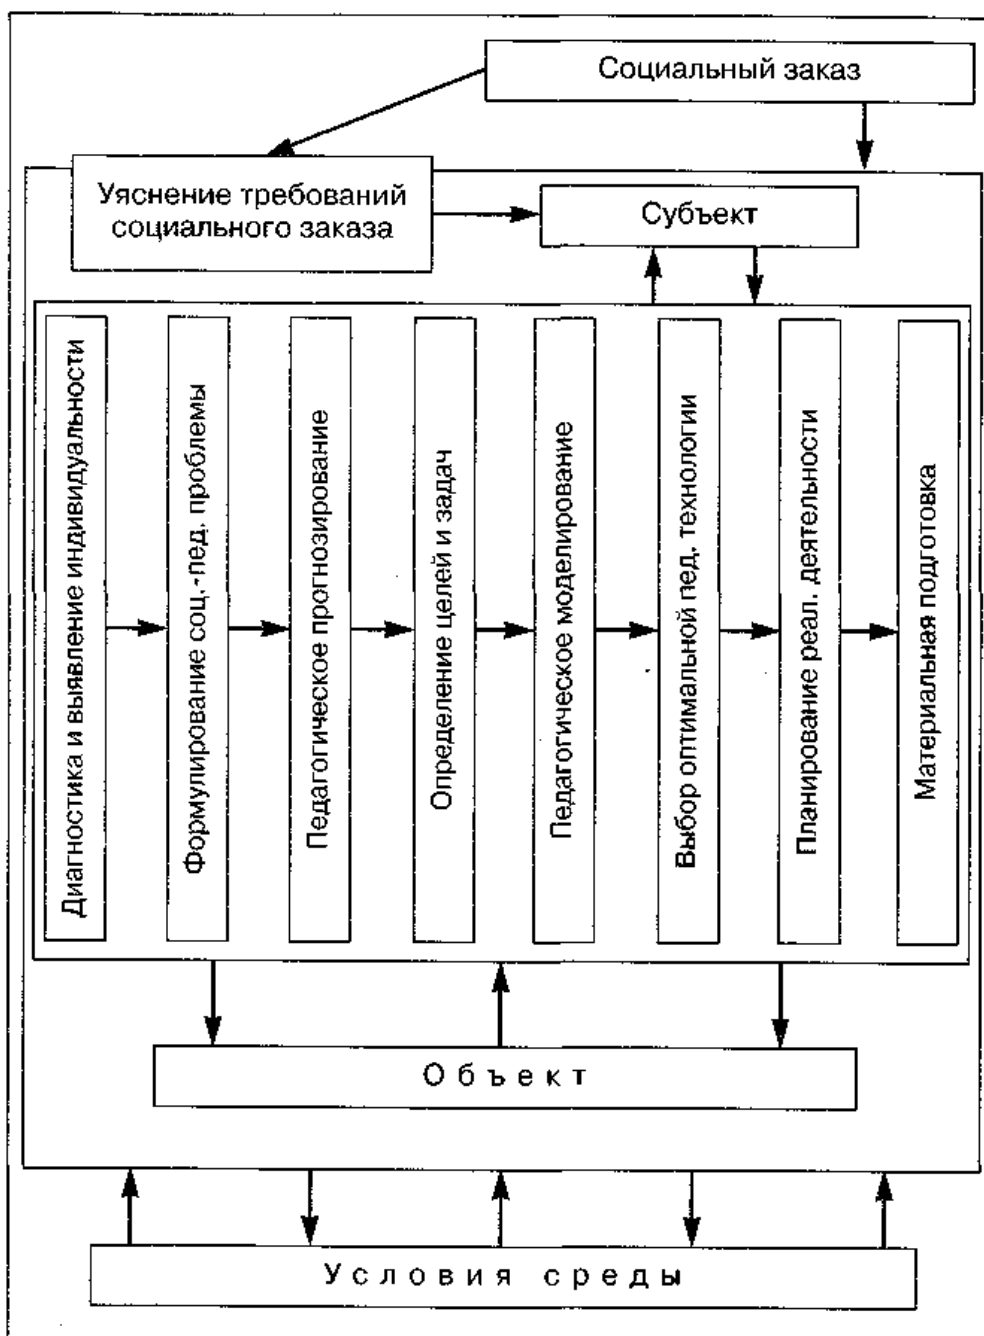 Социальный заказ
Уяснение требований
социального заказа
Субъект
Диагностика и выявление индивидуальности
Формулирование соц.-пед. проблемы
Педагогическое прогнозирование
Определение целей и задач
Педагогическое моделирование
Выбор оптимальной пед. технологии
Планирование реал. деятельности
Материальная подготовка
Объект
Условия среды